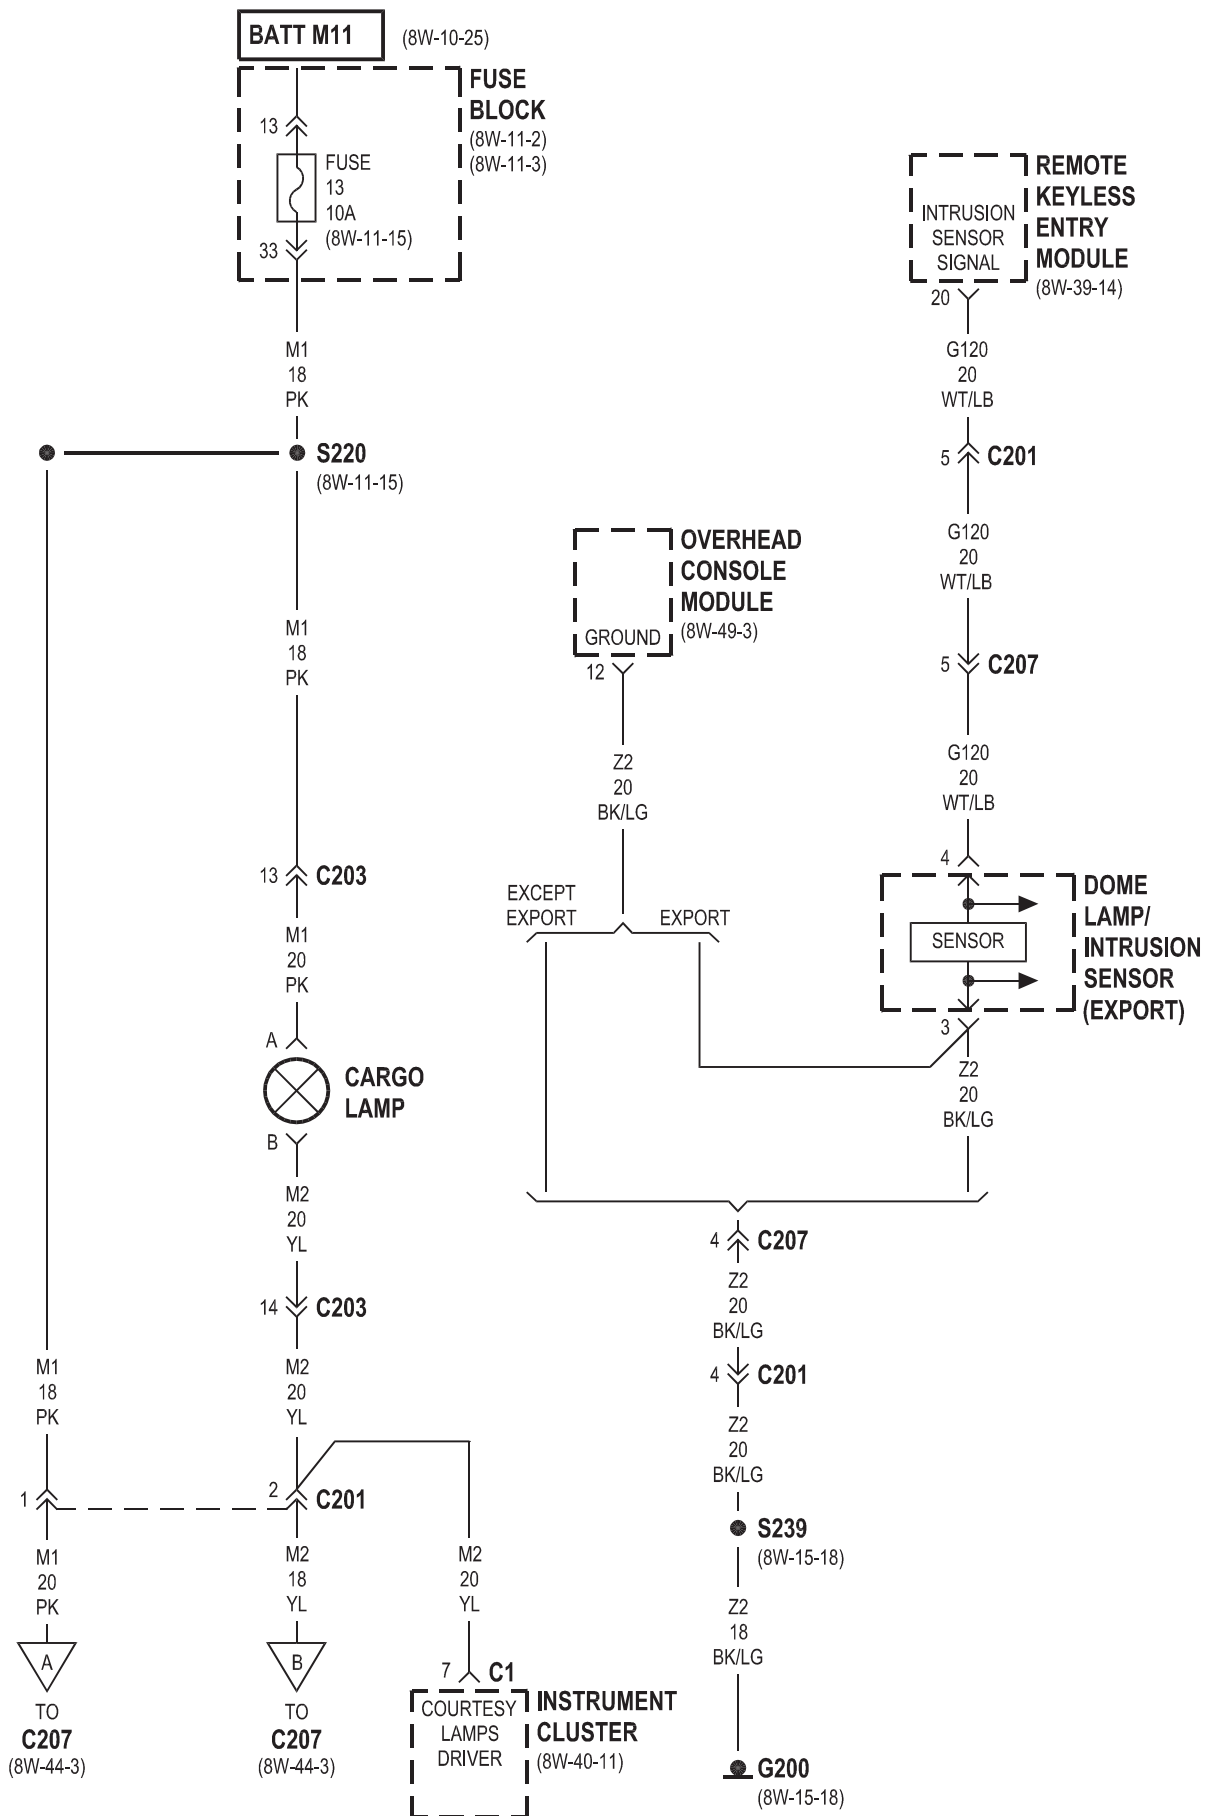 BATT M11
(8W-10-25)
FUSE
BLOCK
(8W-11-2)
(8W-11-3)
13
FUSE
13
10A
(8W-11-15)
33
M1
18
PK
S220
(8W-11-15)
M1
18
PK
13
C203
M1
20
PK
A
CARGO
LAMP
B
M2
20
YL
14
C203
M2
20
YL
M1
18
PK
1
2
C201
M1
20
PK
A
TO
C207
(8W-44-3)
M2
18
YL
B
TO
C207
(8W-44-3)
M2
20
YL
7
C1
COURTESY
LAMPS
DRIVER
INSTRUMENT
CLUSTER
(8W-40-11)
OVERHEAD
CONSOLE
MODULE
(8W-49-3)
GROUND
12
Z2
20
BK/LG
EXCEPT
EXPORT
EXPORT
REMOTE
KEYLESS
ENTRY
MODULE
(8W-39-14)
INTRUSION
SENSOR
SIGNAL
20
G120
20
WT/LB
5
C201
G120
20
WT/LB
5
C207
G120
20
WT/LB
4
SENSOR
DOME
LAMP/
INTRUSION
SENSOR
(EXPORT)
3
Z2
20
BK/LG
4
C207
Z2
20
BK/LG
4
C201
Z2
20
BK/LG
S239
(8W-15-18)
Z2
18
BK/LG
G200
(8W-15-18)